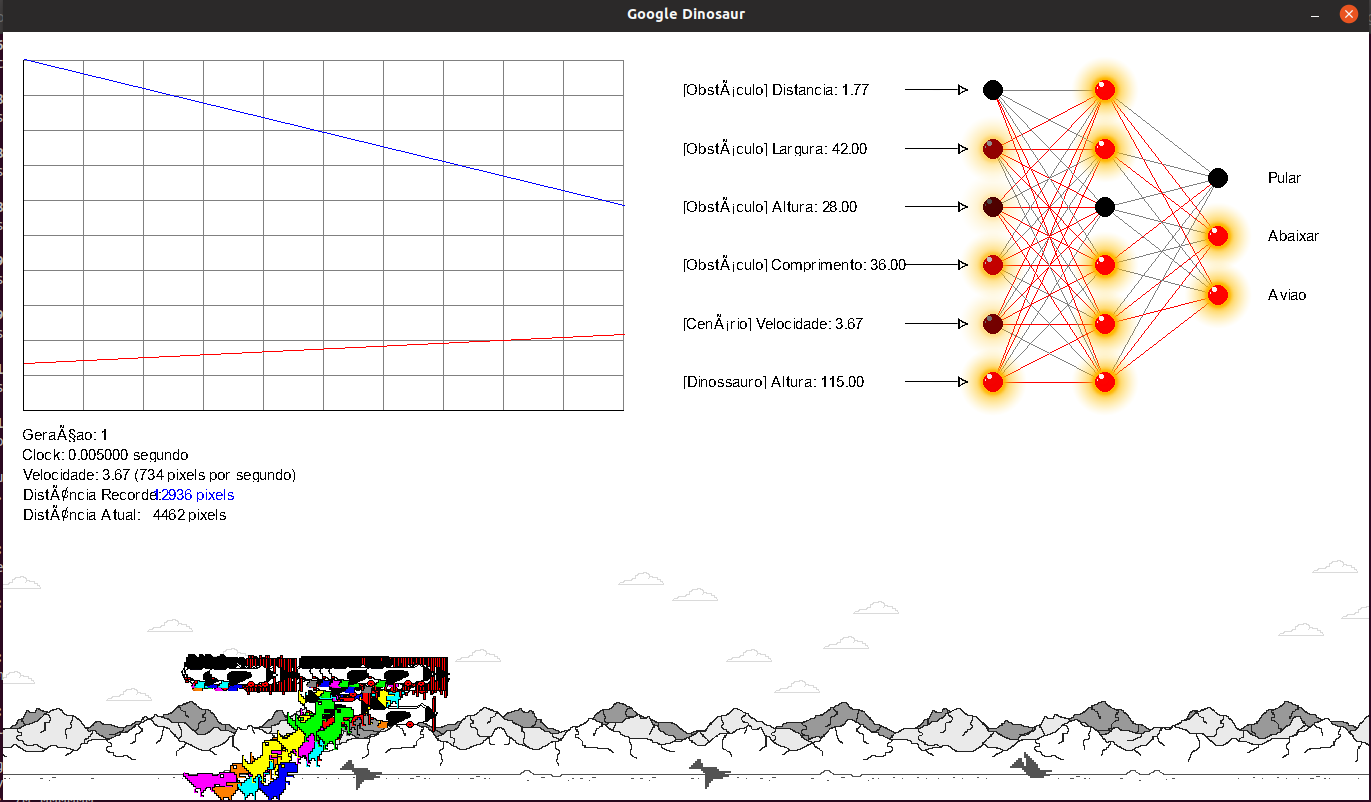 Google Dinosaur
[ObstÃ¡culo] Distancia: 1.77
[ObstÃ¡culo] Largura: 42.00
[ObstÃ¡culo] Altura: 28.00
[ObstÃ¡culo] Comprimento: 36.00
[CenÃ¡rio] Velocidade: 3.67
[Dinossauro] Altura: 115.00
Pular
Abaixar
Aviao
GeraÃ§ao: 1
Clock: 0.005000 segundo
Velocidade: 3.67 (734 pixels por segundo)
DistÃ¢ncia Recorde: 12936 pixels
DistÃ¢ncia Atual: 4462 pixels